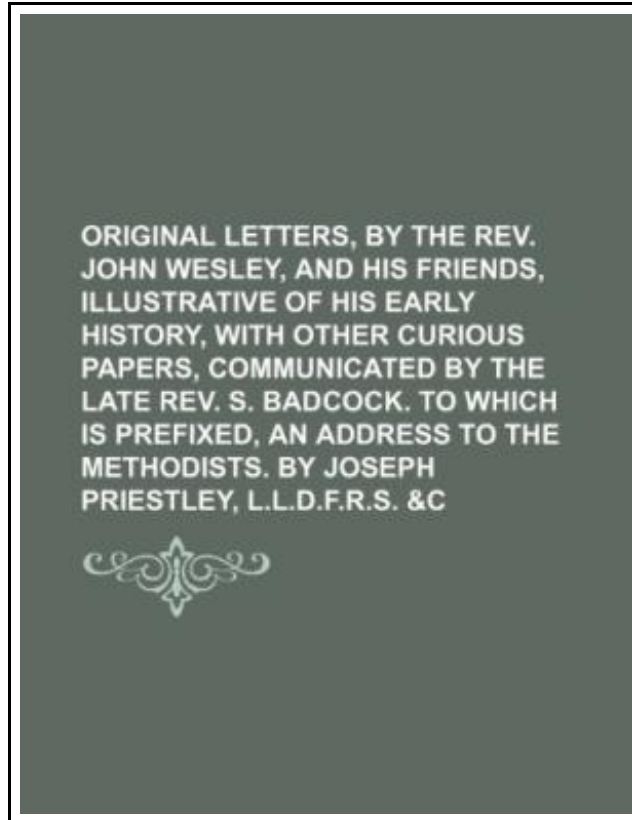 ORIGINAL LETTERS, BY THE REV.
JOHN WESLEY, AND HIS FRIENDS,
ILLUSTRATIVE OF HIS EARLY
HISTORY, WITH OTHER CURIOUS
PAPERS, COMMUNICATED BY THE
LATE REV. S. BADCOCK. TO WHICH
IS PREFIXED, AN ADDRESS TO THE
METHODISTS. BY JOSEPH
PRIESTLEY, L.L.D.F.R.S. &C